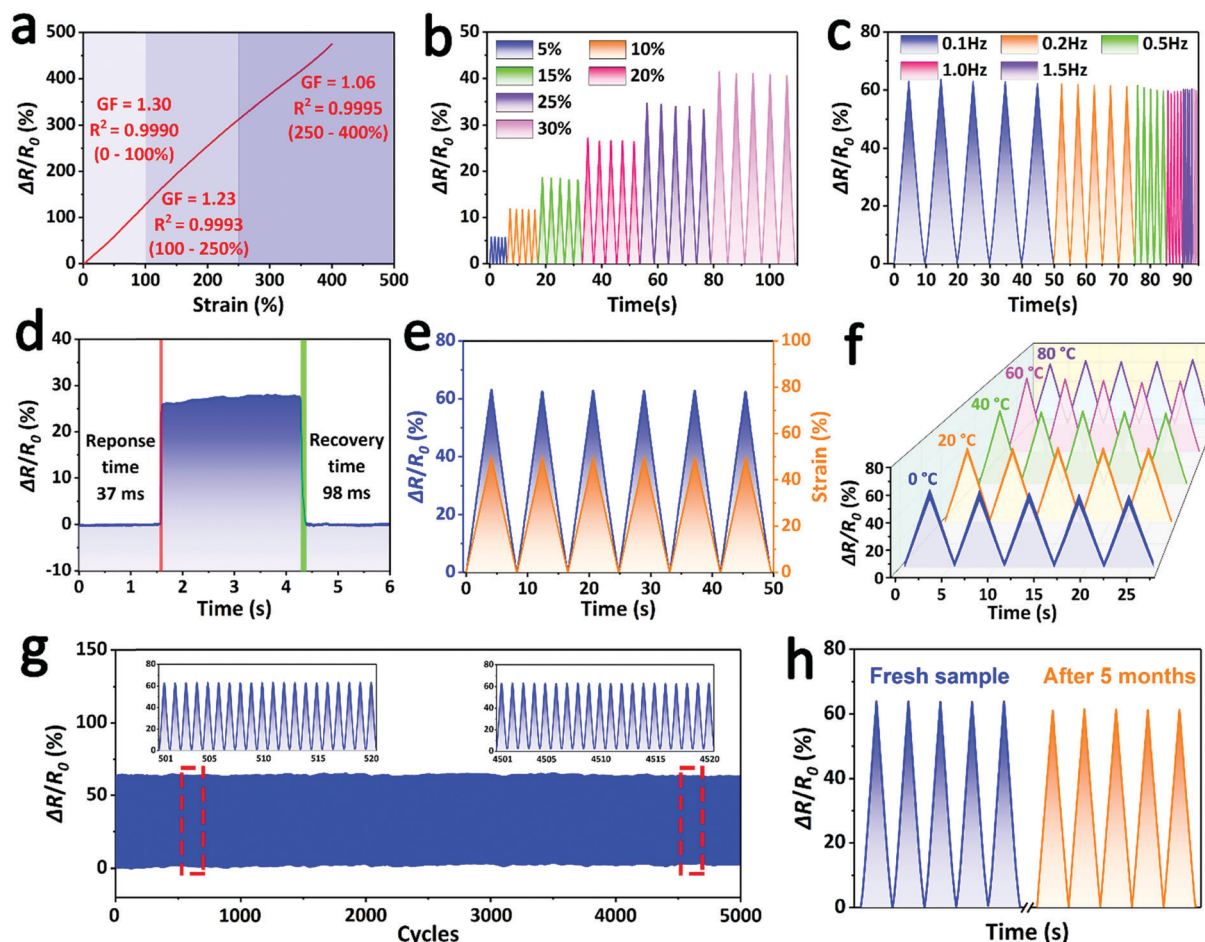 a
500
400
300
200
100
0
ΔR/R0 (%)
GF = 1.30
R2 = 0.9990
(0 - 100%)
GF = 1.23
R2 = 0.9993
(100 - 250%)
GF = 1.06
R2 = 0.9995
(250 - 400%)
0 100 200 300 400 500
Strain (%)
b
50
40
30
20
10
0
ΔR/R0 (%)
5% 10%
15% 20%
25%
30%
0 20 40 60 80 100
Time(s)
c
80
60
40
20
0
ΔR/R0 (%)
0.1Hz 0.2Hz 0.5Hz
1.0Hz 1.5Hz
0 10 20 30 40 50 60 70 80 90
Time(s)
d
40
30
20
10
0
-10
ΔR/R0 (%)
Reponse
time
37 ms
Recovery
time
98 ms
0 1 2 3 4 5 6
Time (s)
e
80
60
40
20
0
ΔR/R0 (%)
100
80
60
40
20
0
Strain (%)
0 10 20 30 40 50
Time (s)
f
80 °C
60 °C
40 °C
20 °C
0 °C
80
60
40
20
0
ΔR/R0 (%)
0 5 10 15 20 25
Time (s)
g
150
100
50
0
ΔR/R0 (%)
80
60
40
20
0
501 505 510 515 520
80
60
40
20
0
4501 4505 4510 4515 4520
0 1000 2000 3000 4000 5000
Cycles
h
80
60
40
20
0
ΔR/R0 (%)
Fresh sample After 5 months
Time (s)